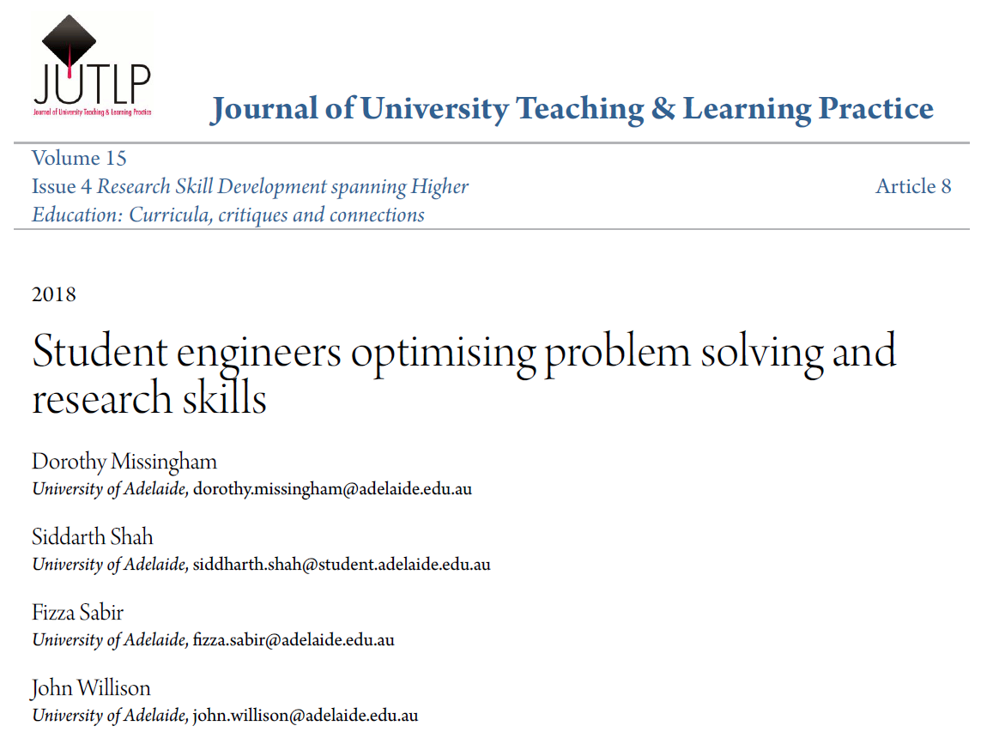 JUTLP
Journal of University Teaching & Learning Practice
Journal of University Teaching & Learning Practice
Volume 15
Issue 4 Research Skill Development spanning Higher
Education: Curricula, critiques and connections
Article 8
2018
Student engineers optimising problem solving and
research skills
Dorothy Missingham
University of Adelaide, dorothy.missingham@adelaide.edu.au
Siddarth Shah
University of Adelaide, siddharth.shah@student.adelaide.edu.au
Fizza Sabir
University of Adelaide, fizza.sabir@adelaide.edu.au
John Willison
University of Adelaide, john.willison@adelaide.edu.au